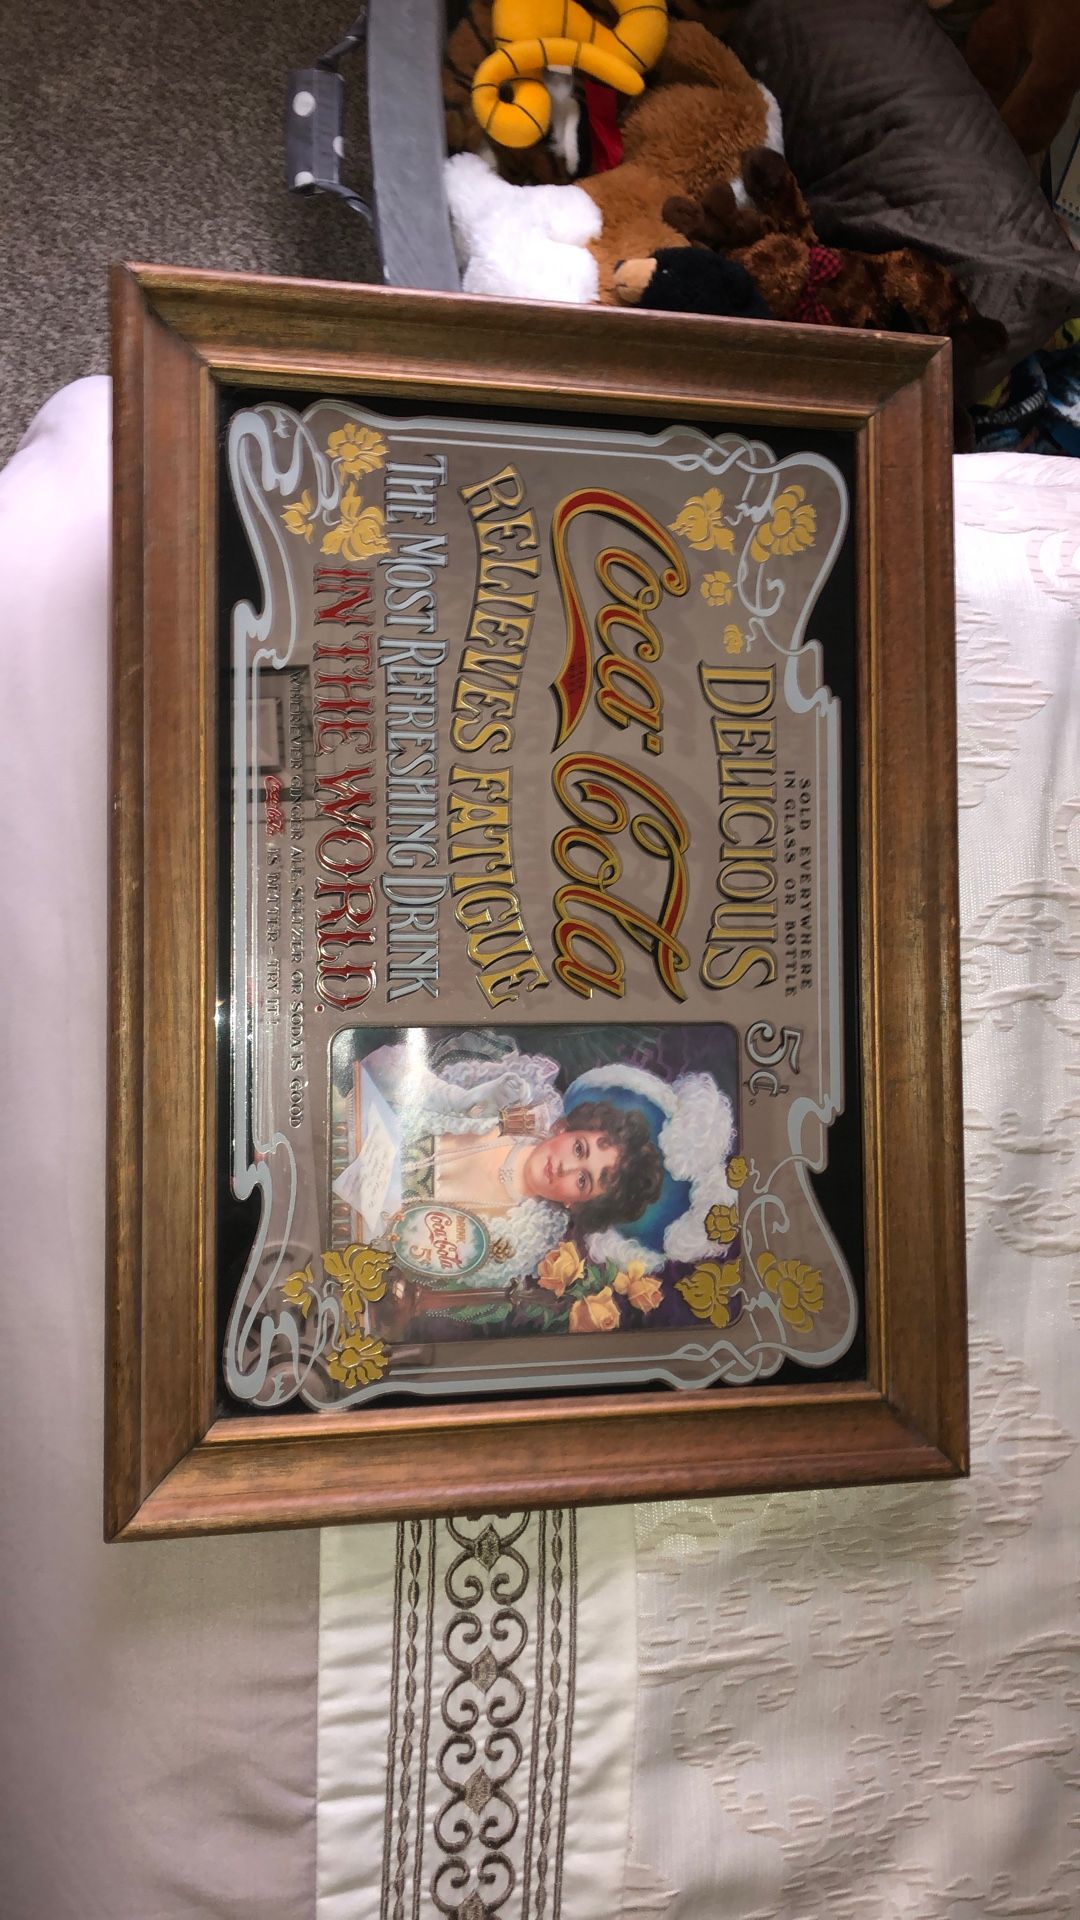 SOLD EVERYWHERE
IN GLASS OR BOTTLE
DELICIOUS 5¢.
Coca-Cola
RELIEVES FATIGUE
THE MOST REFRESHING DRINK
IN THE WORLD.
WHEREVER GINGER ALE, SELTZER OR SODA IS GOOD
Coca-Cola IS BETTER - TRY IT!
DRINK
Coca-Cola
5¢